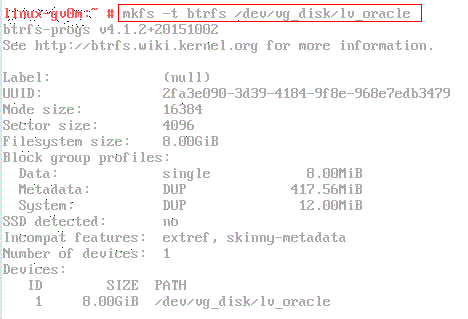 linux-gv0m:~ # mkfs -t btrfs /dev/vg_disk/lv_oracle
btrfs-progs v4.1.2+20151002
See http://btrfs.wiki.kernel.org for more information.
Label: (null)
UUID: 2fa3e090-3d39-4184-9f8e-968e7edb3479
Node size: 16384
Sector size: 4096
Filesystem size: 8.00GiB
Block group profiles:
Data: single 8.00MiB
Metadata: DUP 417.56MiB
System: DUP 12.00MiB
SSD detected: no
Incompat features: extref, skinny-metadata
Number of devices: 1
Devices:
ID SIZE PATH
1 8.00GiB /dev/vg_disk/lv_oracle